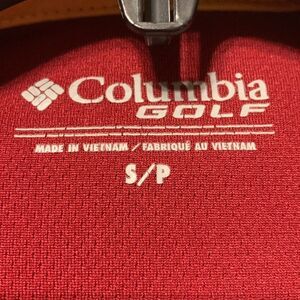 Columbia
GOLF
MADE IN VIETNAM / FABRIQUÉ AU VIETNAM
S/P